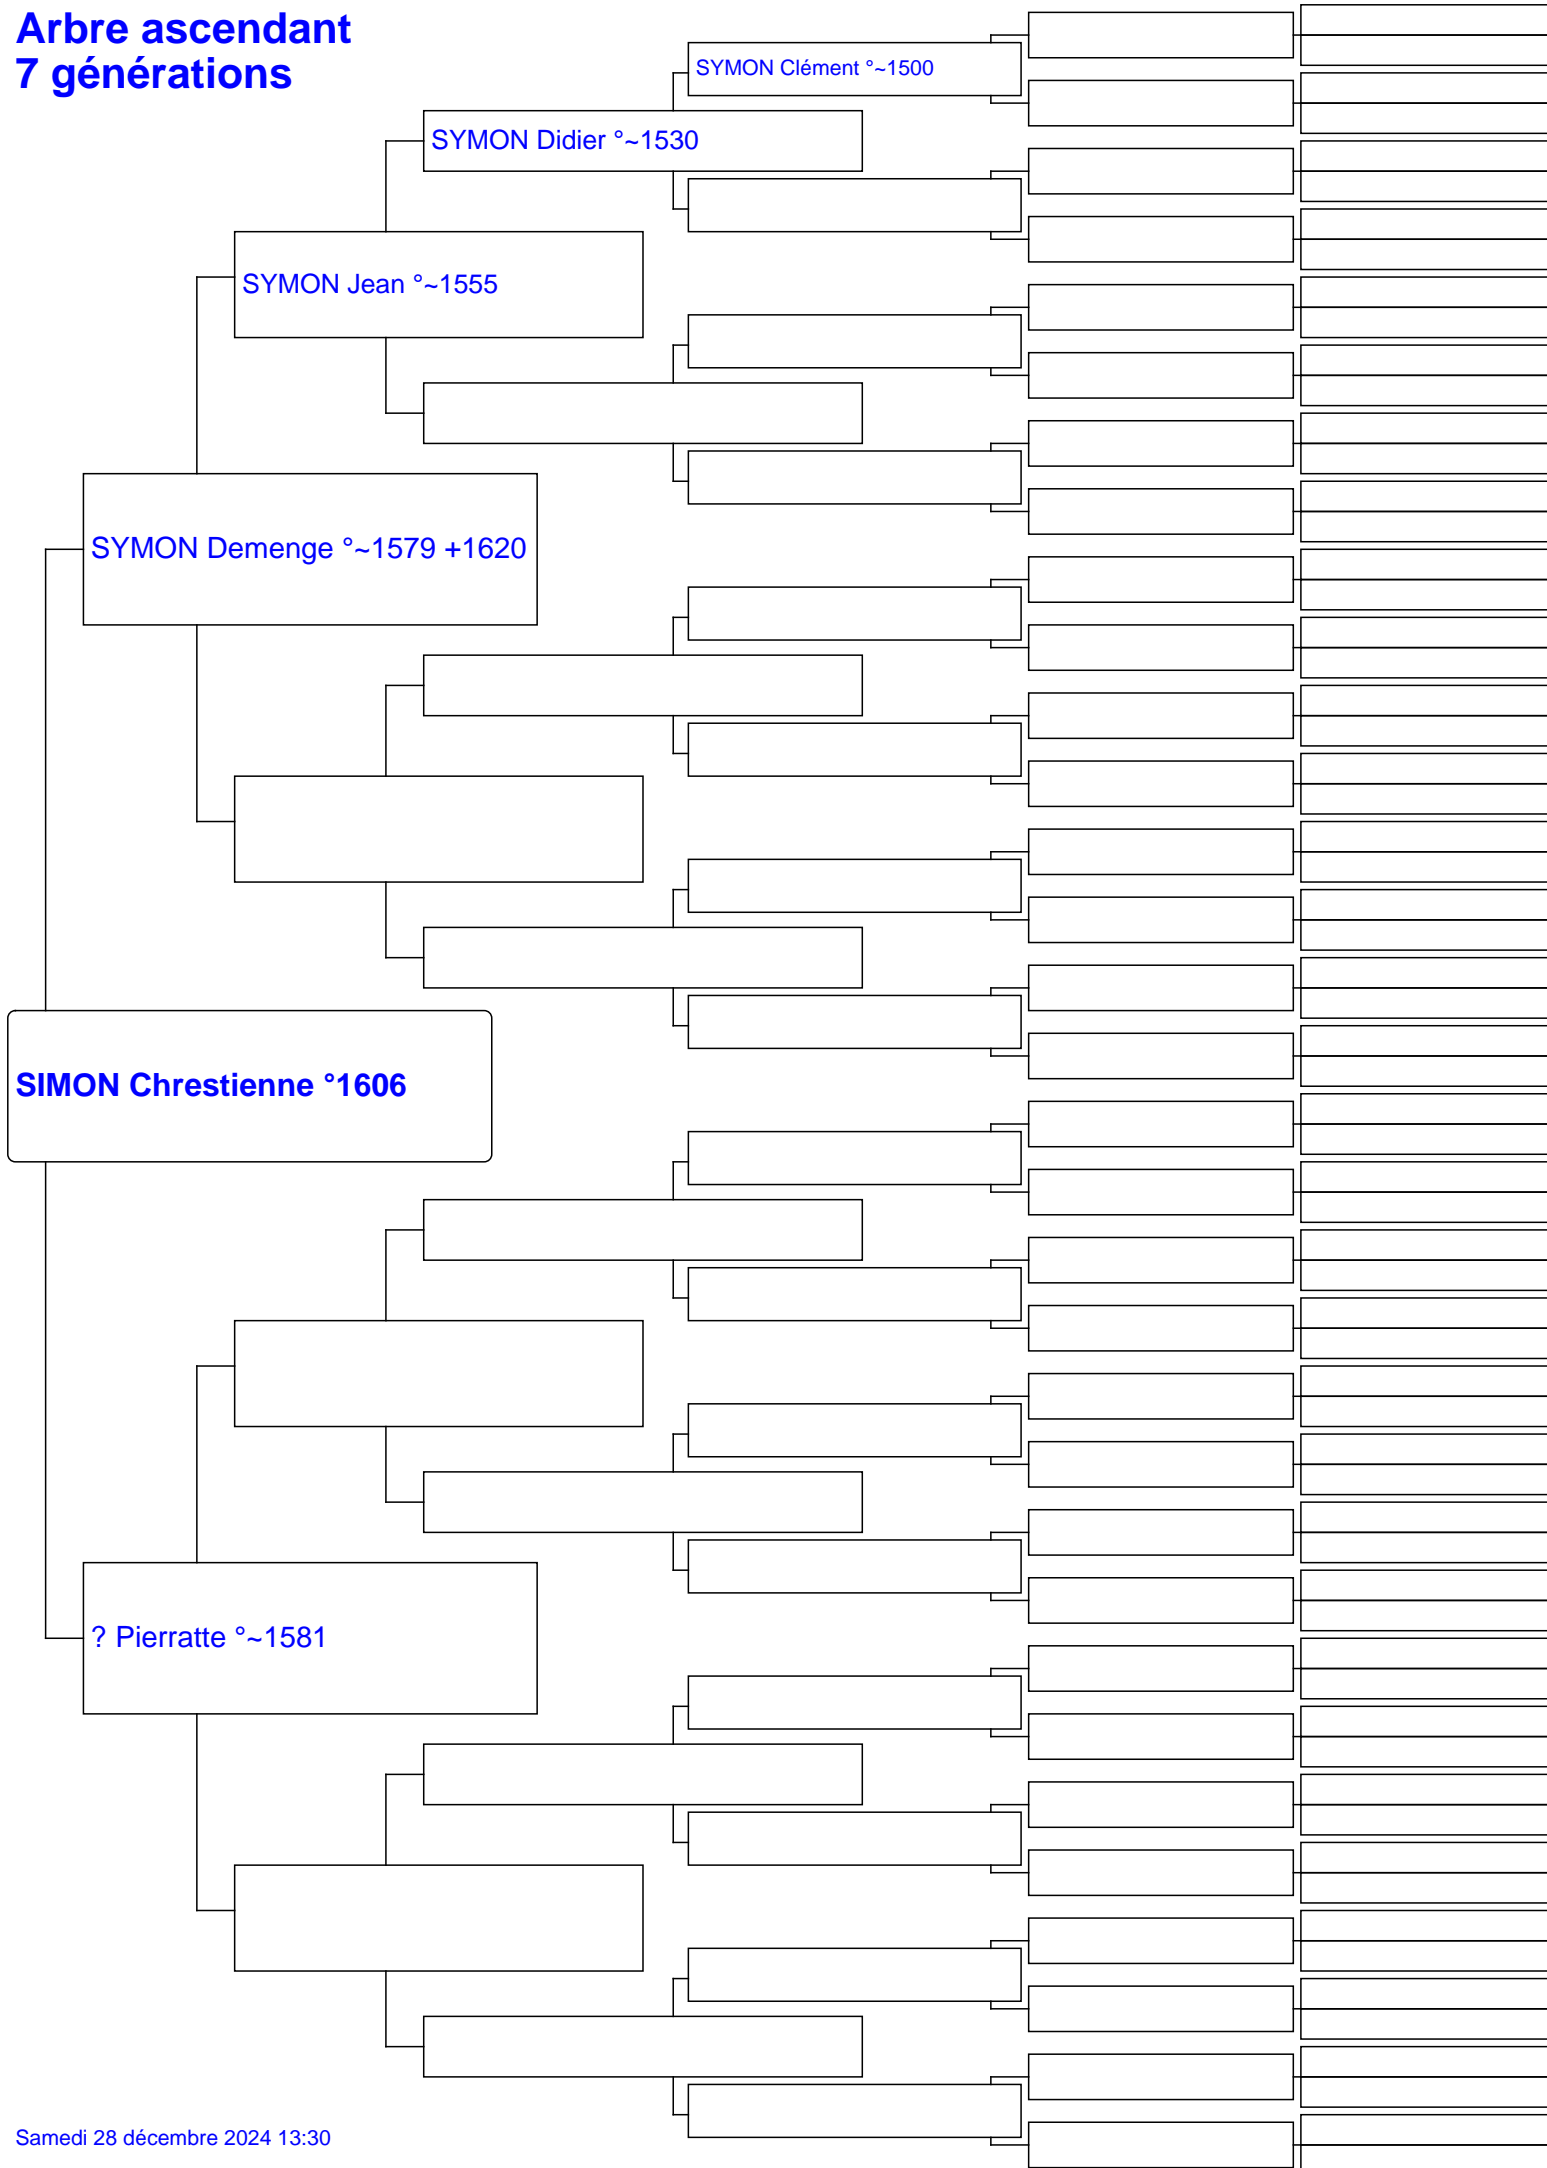 Arbre ascendant
7 générations
SYMON Clément °~1500
SYMON Didier °~1530
SYMON Jean °~1555
SYMON Demenge °~1579 +1620
SIMON Chrestienne °1606
? Pierratte °~1581
Samedi 28 décembre 2024 13:30